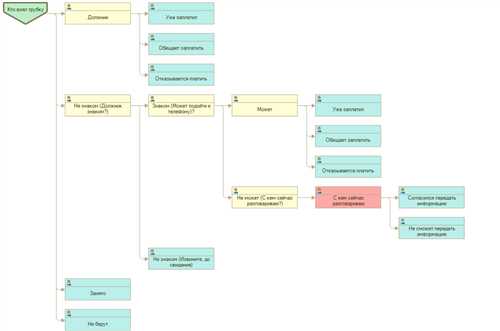 Кто взял трубку
Должник
Уже заплатил
Обещает заплатить
Отказывается платить
Не знаком (Должник
знаком?)
Знаком (Может подойти к
телефону)?
Может
Уже заплатил
Обещает заплатить
Отказывается платить
Не может (С кем сейчас
разговариваю?)
С кем сейчас
разговариваю
Согласился передать
информацию
Не сможет передать
информацию
Не знаком (Извините, до
свидания)
Занято
Не берут